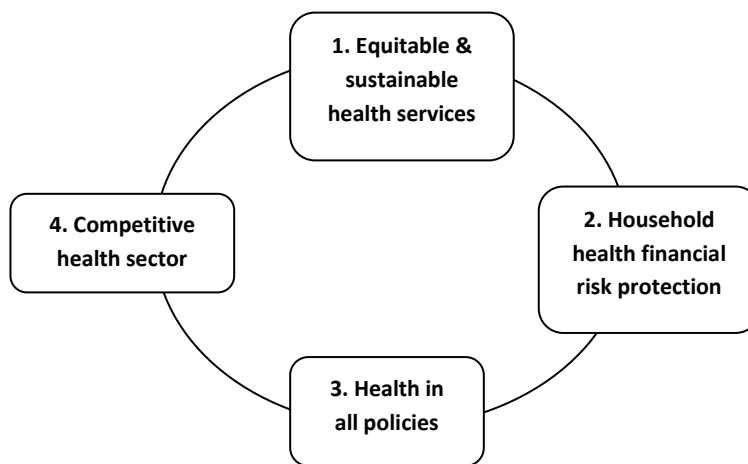 1. Equitable &
sustainable
health services
2. Household
health financial
risk protection
3. Health in
all policies
4. Competitive
health sector